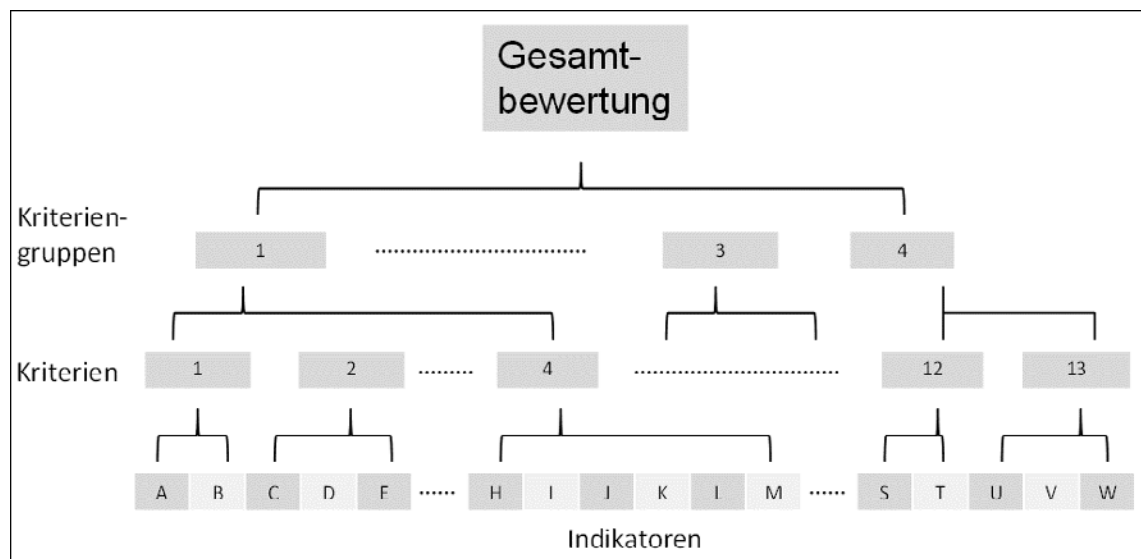 Gesamt-
bewertung
Kriterien-
gruppen
1 ........................... 3 4
Kriterien
1 2 ......... 4 .......................... 12 13
A B C D E ...... H I J K L M ...... S T U V W
Indikatoren